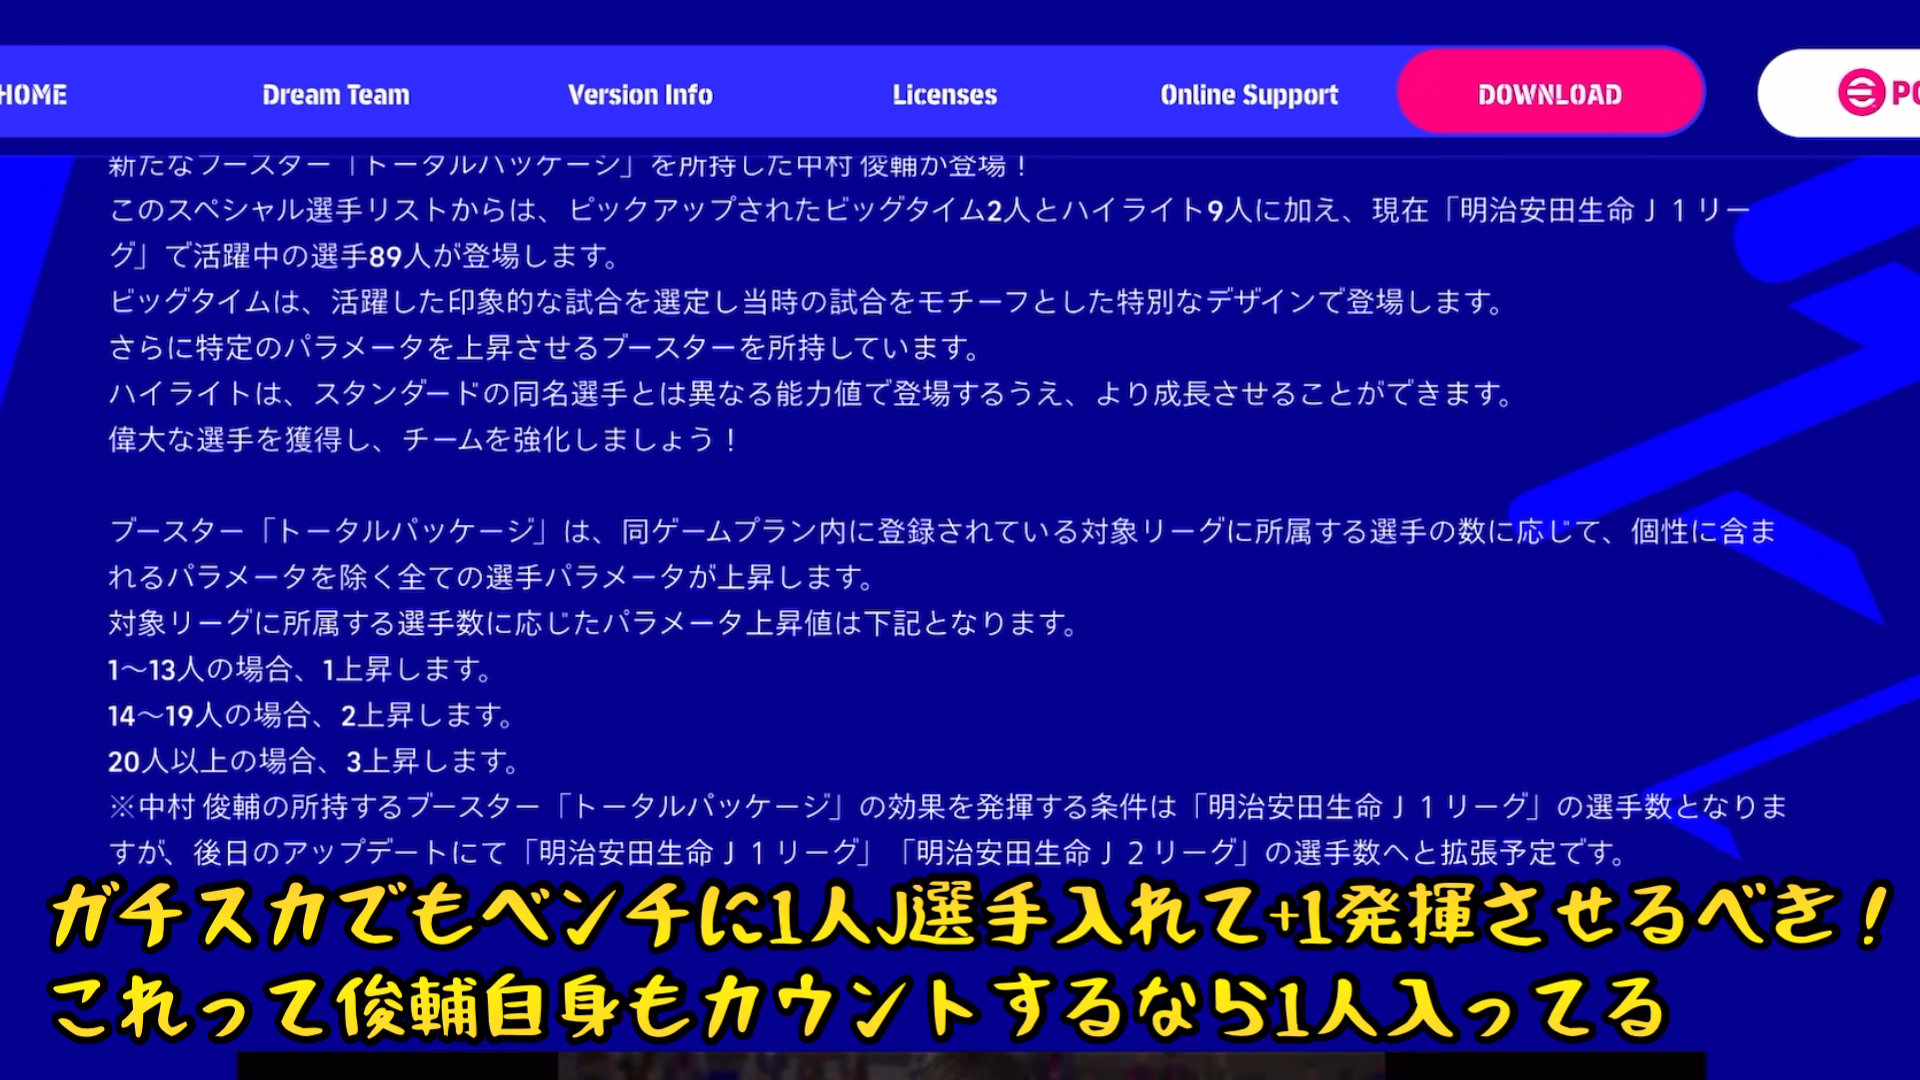 HOME Dream Team Version Info Licenses Online Support DOWNLOAD
新たなブースター「トータルパッケージ」を所持した中村 俊輔が登場！
このスペシャル選手リストからは、ピックアップされたビッグタイム2人とハイライト9人に加え、現在「明治安田生命Ｊ１リー
グ」で活躍中の選手89人が登場します。
ビッグタイムは、活躍した印象的な試合を選定し当時の試合をモチーフとした特別なデザインで登場します。
さらに特定のパラメータを上昇させるブースターを所持しています。
ハイライトは、スタンダードの同名選手とは異なる能力値で登場するうえ、より成長させることができます。
偉大な選手を獲得し、チームを強化しましょう！
ブースター「トータルパッケージ」は、同ゲームプラン内に登録されている対象リーグに所属する選手の数に応じて、個性に含ま
れるパラメータを除く全ての選手パラメータが上昇します。
対象リーグに所属する選手数に応じたパラメータ上昇値は下記となります。
1～13人の場合、1上昇します。
14～19人の場合、2上昇します。
20人以上の場合、3上昇します。
※中村 俊輔の所持するブースター「トータルパッケージ」の効果を発揮する条件は「明治安田生命Ｊ１リーグ」の選手数となりま
すが、後日のアップデートにて「明治安田生命Ｊ１リーグ」「明治安田生命Ｊ２リーグ」の選手数へと拡張予定です。
ガチスカでもベンチに1人J選手入れて+1発揮させるべき！
これって俊輔自身もカウントするなら1人入ってる